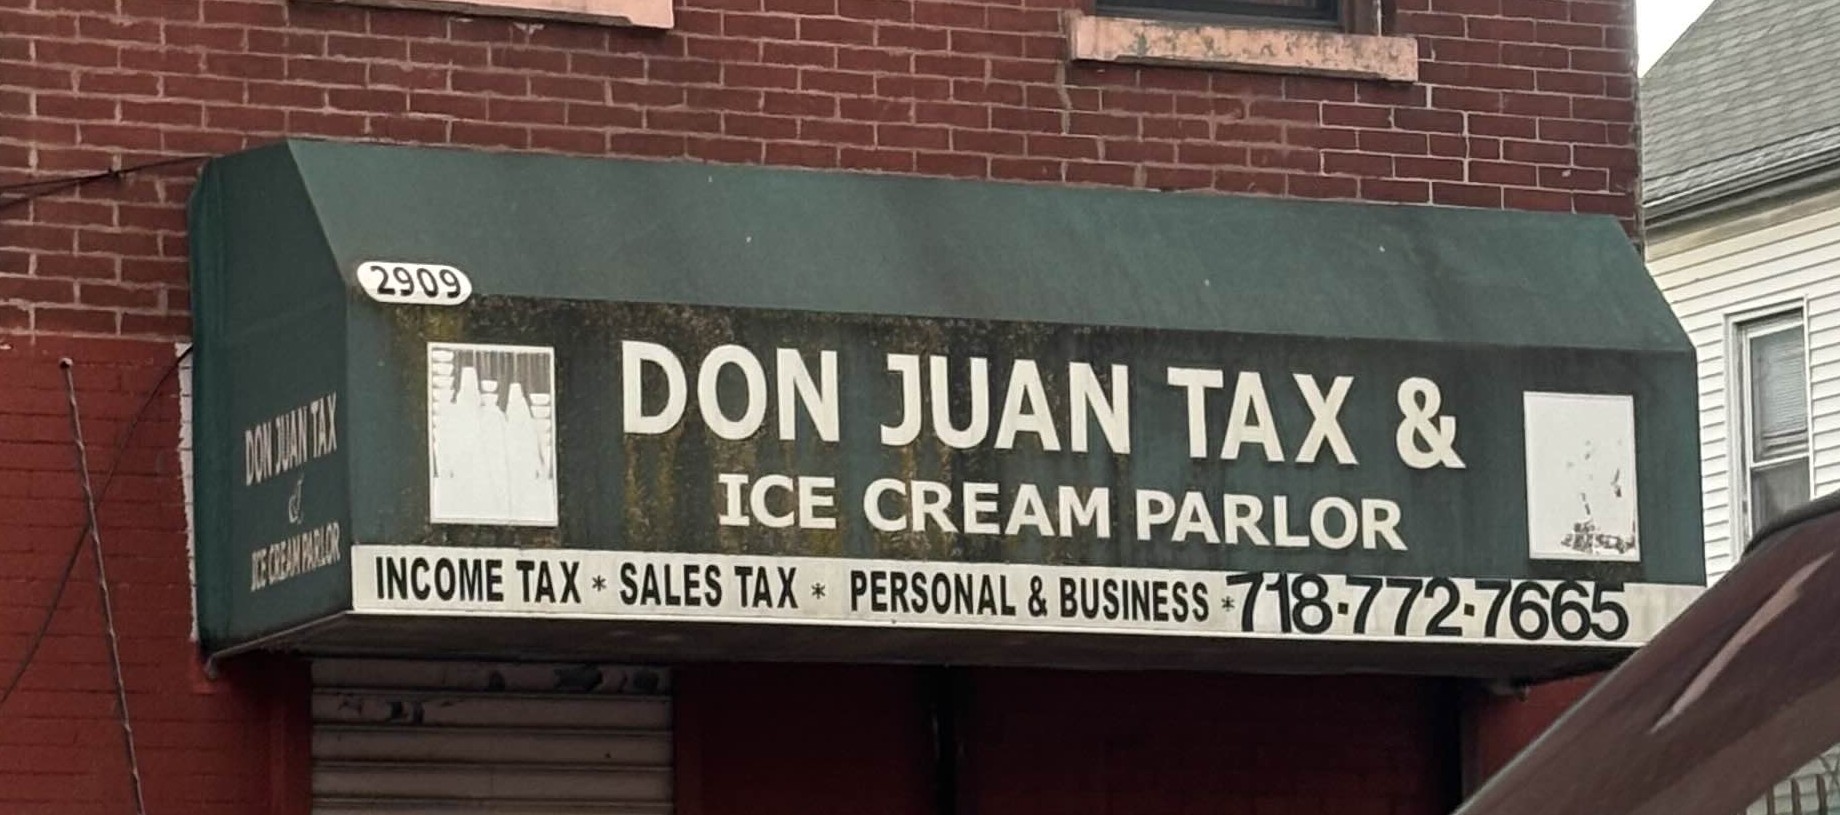 2909
DON JUAN TAX &
ICE CREAM PARLOR
INCOME TAX * SALES TAX * PERSONAL & BUSINESS *718·772·7665
DON JUAN TAX
&
ICE CREAM PARLOR